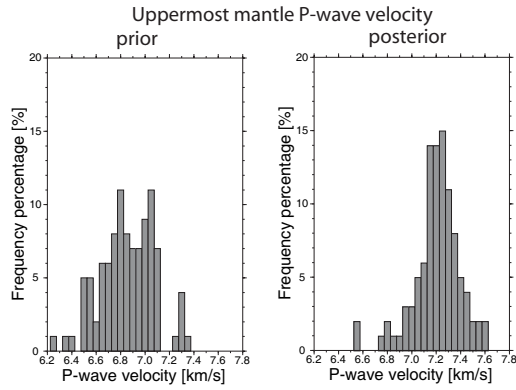 Uppermost mantle P-wave velocity
prior
posterior
20
15
10
5
0
Frequency percentage [%]
6.2 6.4 6.6 6.8 7.0 7.2 7.4 7.6 7.8
P-wave velocity [km/s]
20
15
10
5
0
Frequency percentage [%]
6.2 6.4 6.6 6.8 7.0 7.2 7.4 7.6 7.8
P-wave velocity [km/s]